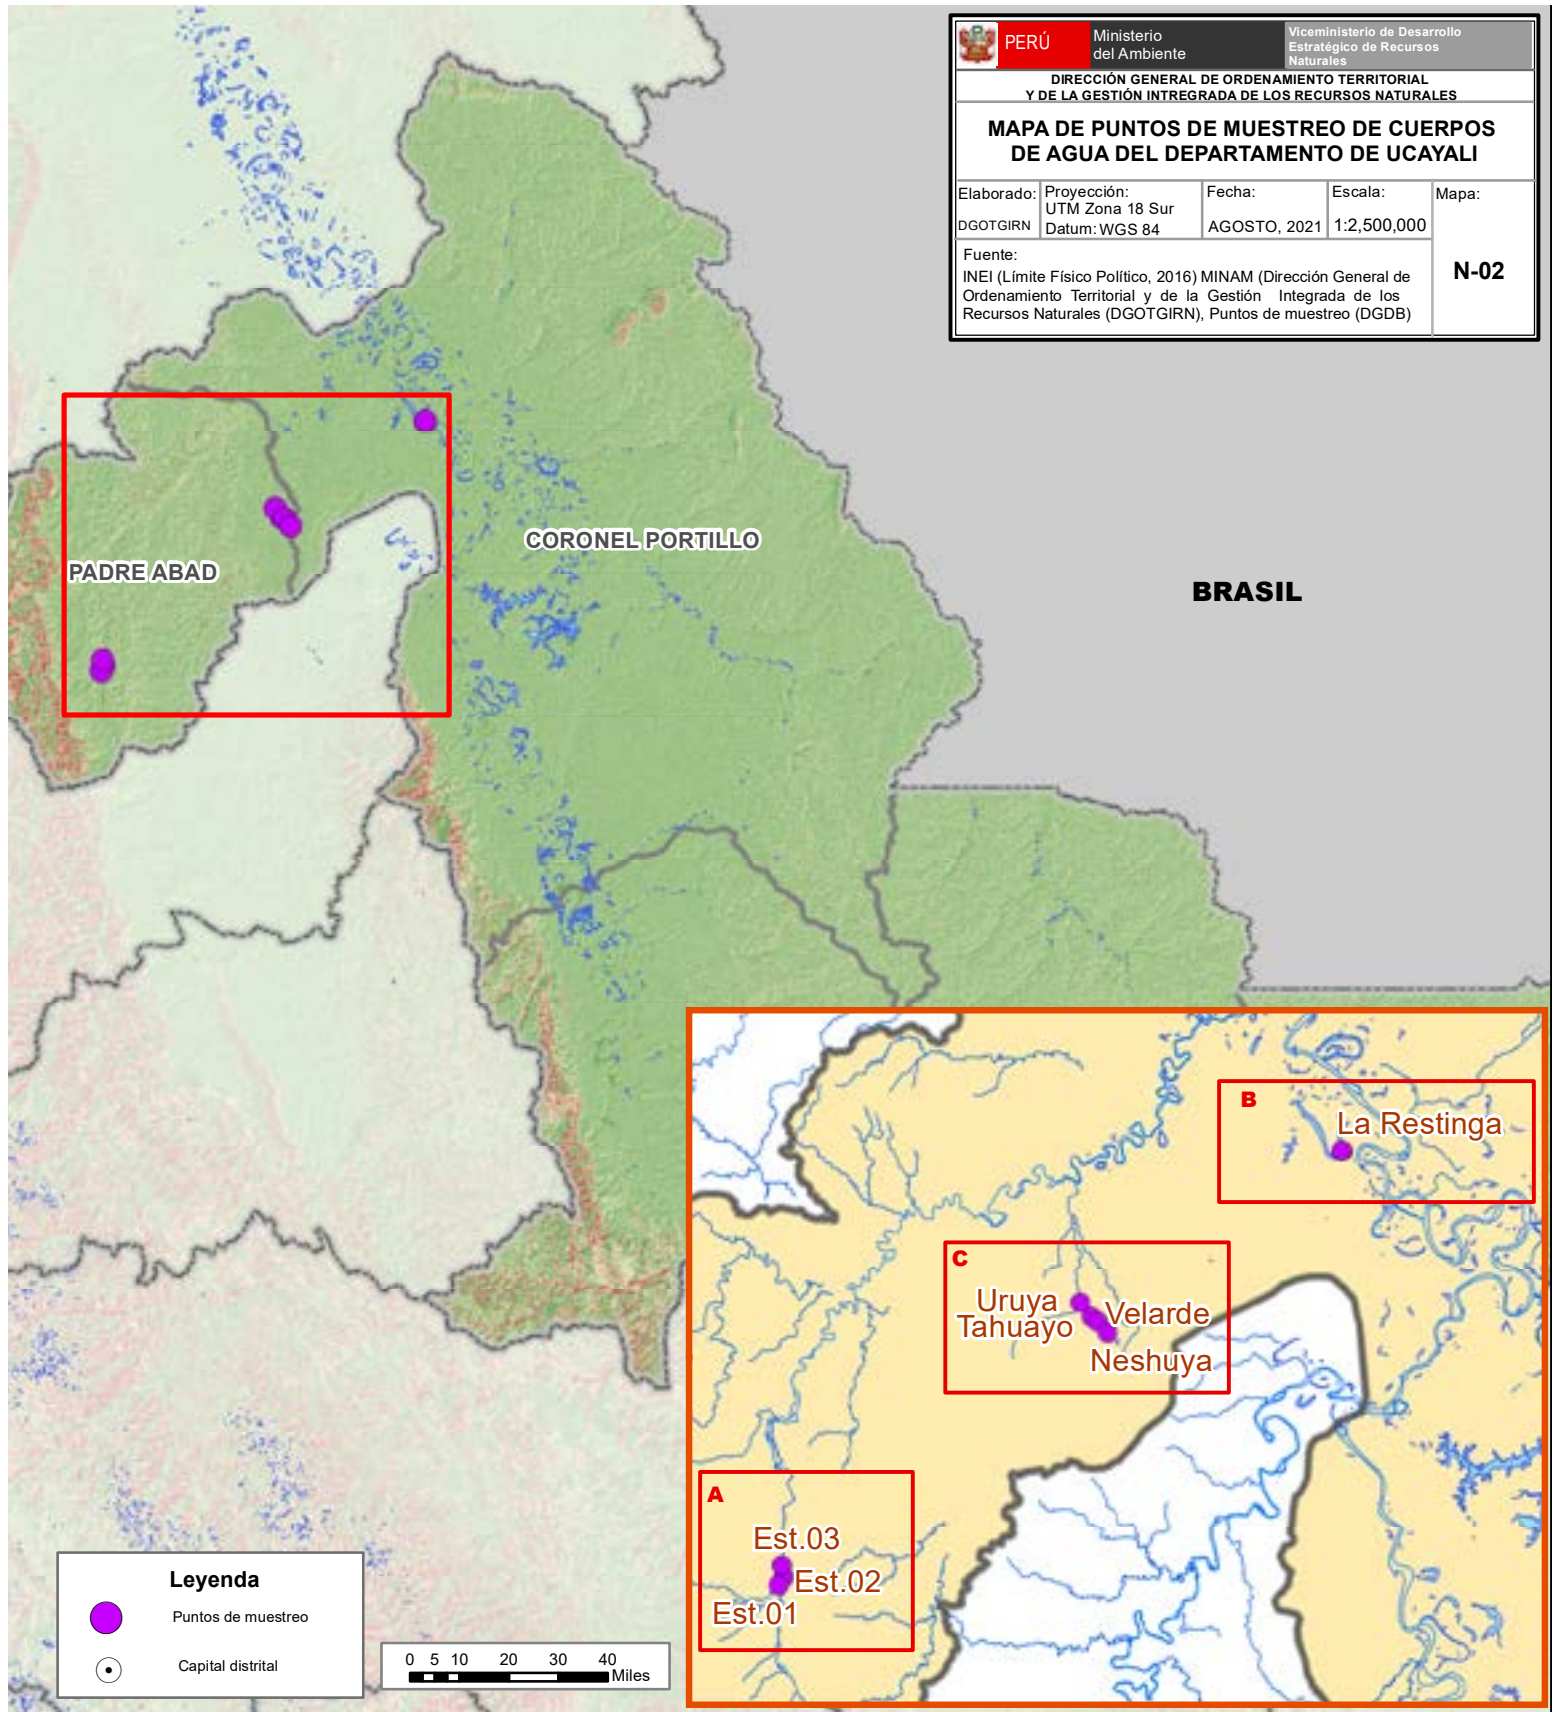 PERÚ
Ministerio
del Ambiente
Viceministerio de Desarrollo
Estratégico de Recursos
Naturales
DIRECCIÓN GENERAL DE ORDENAMIENTO TERRITORIAL
Y DE LA GESTIÓN INTREGRADA DE LOS RECURSOS NATURALES
MAPA DE PUNTOS DE MUESTREO DE CUERPOS
DE AGUA DEL DEPARTAMENTO DE UCAYALI
Elaborado:
DGOTGIRN
Proyección:
UTM Zona 18 Sur
Datum: WGS 84
Fecha:
AGOSTO, 2021
Escala:
1:2,500,000
Mapa:
N-02
Fuente:
INEI (Límite Físico Político, 2016) MINAM (Dirección General de
Ordenamiento Territorial y de la Gestión Integrada de los
Recursos Naturales (DGOTGIRN), Puntos de muestreo (DGDB)
CORONEL PORTILLO
PADRE ABAD
BRASIL
B
La Restinga
C
Uruya
Tahuayo
Velarde
Neshuya
A
Est.03
Est.02
Est.01
Leyenda
Puntos de muestreo
Capital distrital
0 5 10 20 30 40
Miles